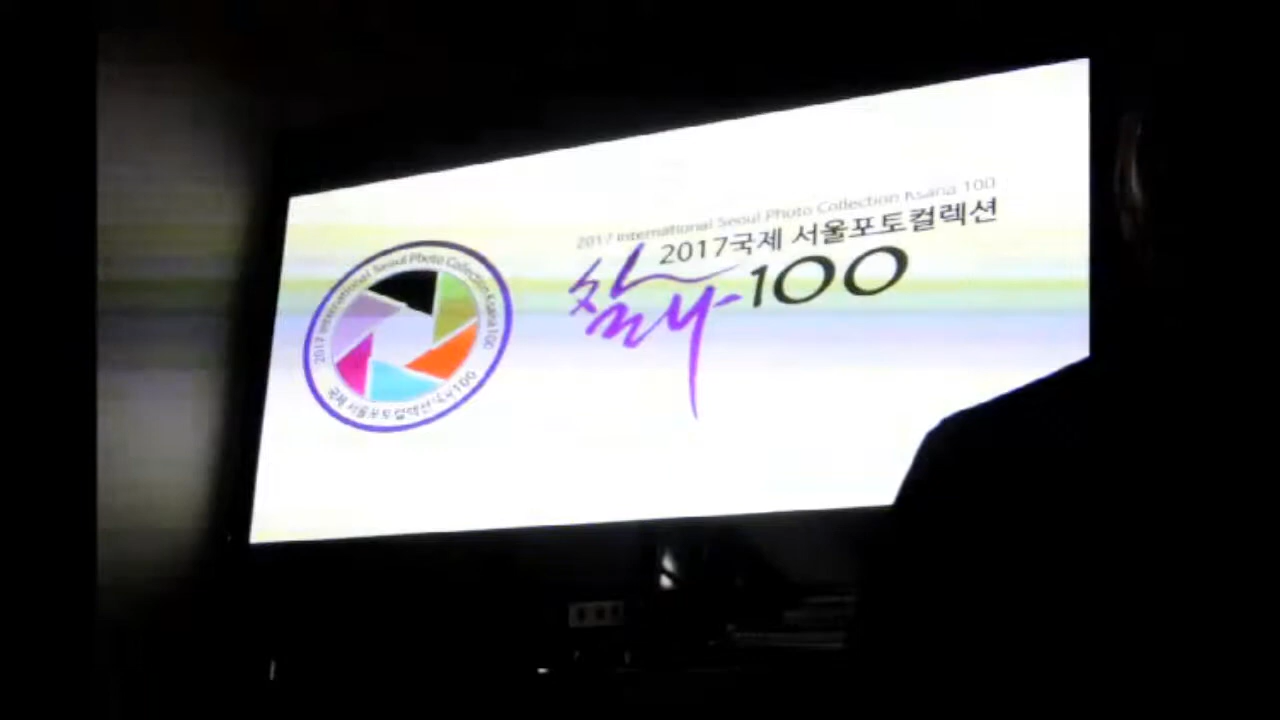 2017 International Seoul Photo Collection Ksana 100
2017국제 서울포토컬렉션
찰나 100
2017 International Seoul Photo Collection Ksana100
국제 서울포토컬렉션 찰나100